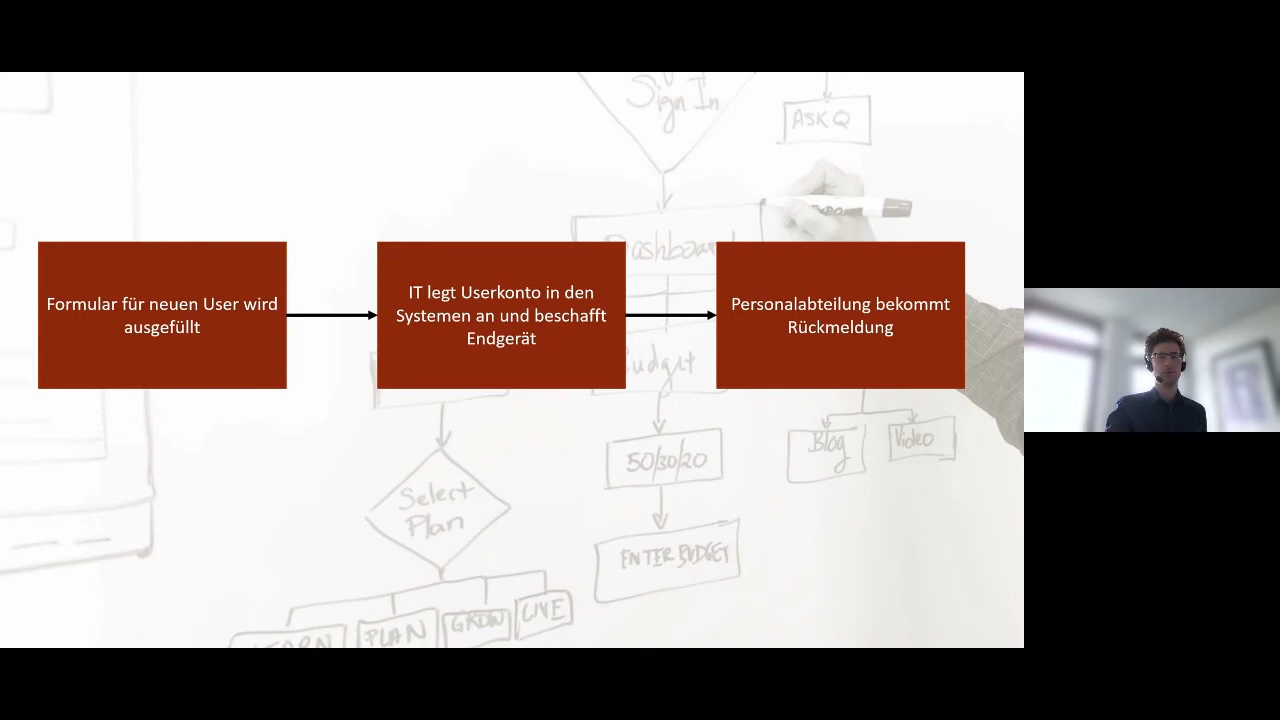 Sign In
ASK Q
Dashboard
Formular für neuen User wird
ausgefüllt
IT legt Userkonto in den
Systemen an und beschafft
Endgerät
Personalabteilung bekommt
Rückmeldung
Budget
Blog
Video
50/30/20
Select
Plan
ENTER BUDGET
LEARN
PLAN
GROW
LIVE